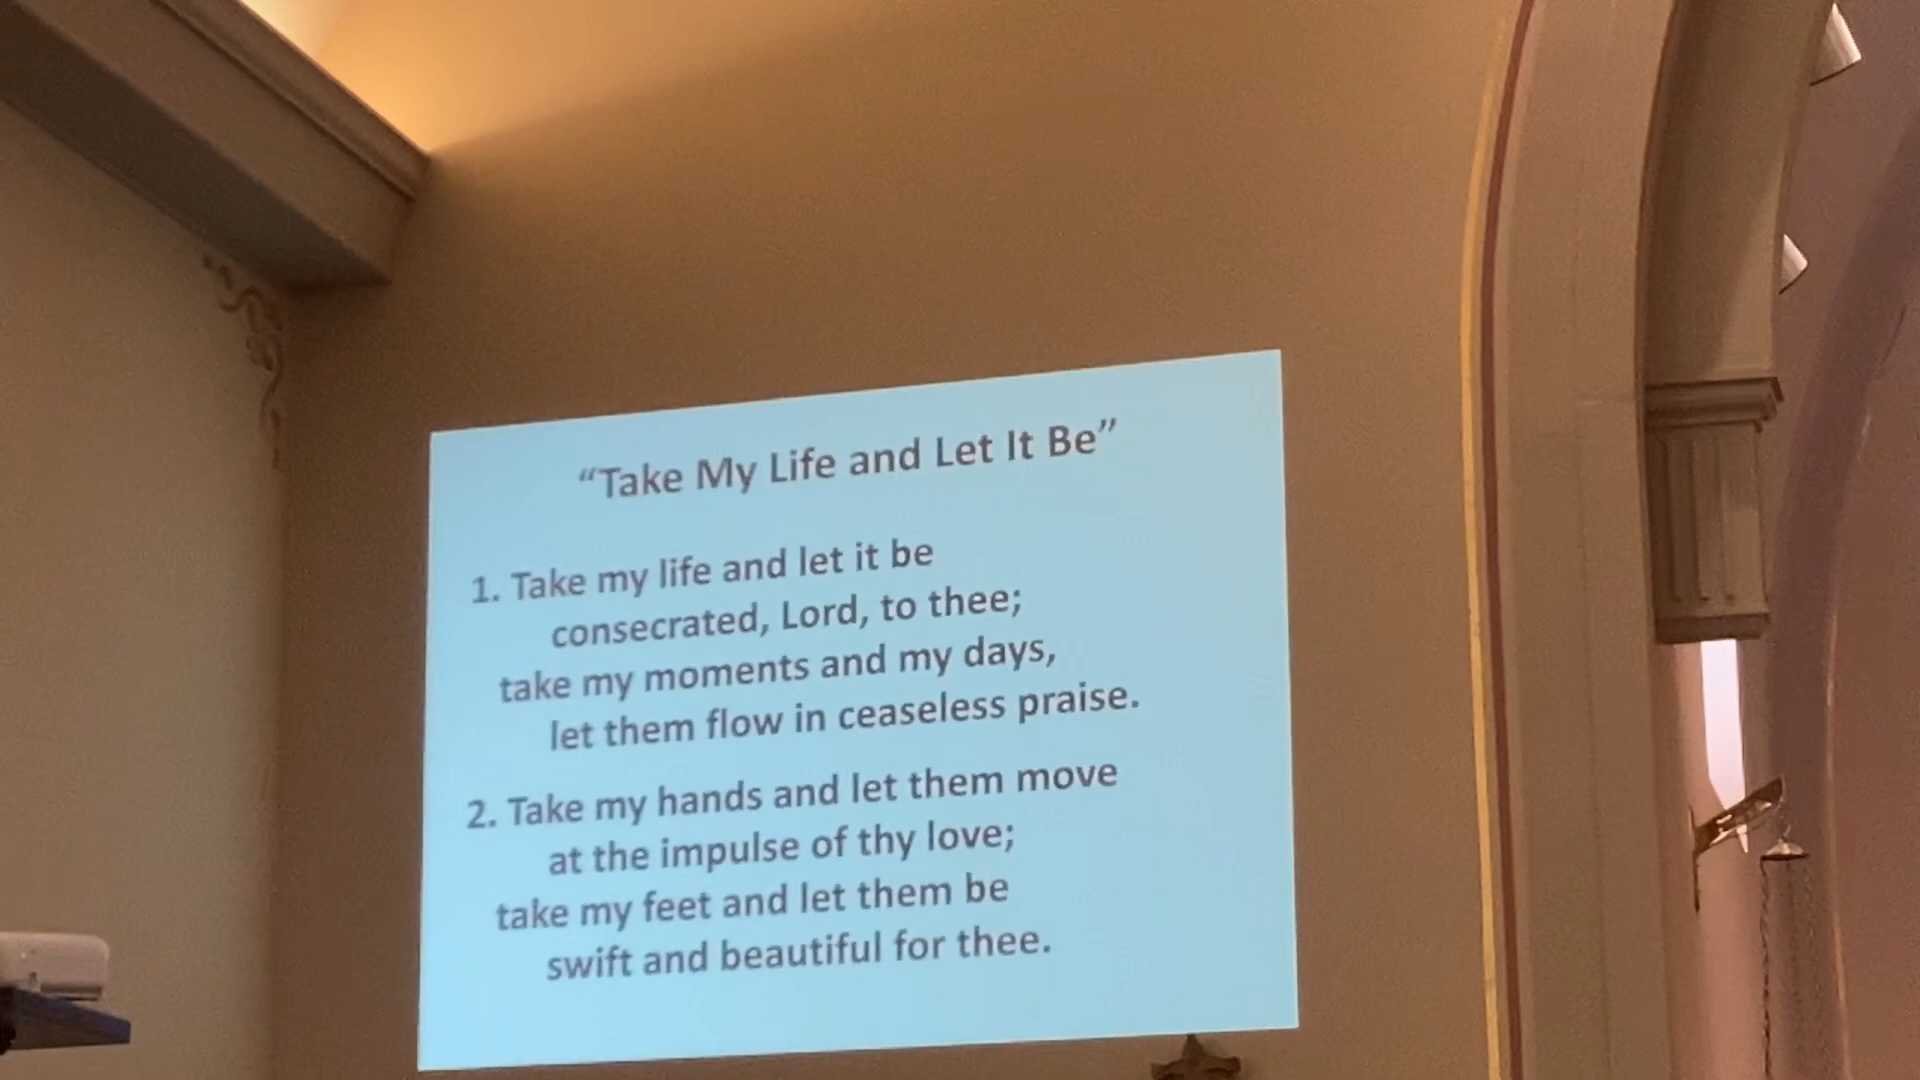 “Take My Life and Let It Be”
1. Take my life and let it be
consecrated, Lord, to thee;
take my moments and my days,
let them flow in ceaseless praise.
2. Take my hands and let them move
at the impulse of thy love;
take my feet and let them be
swift and beautiful for thee.